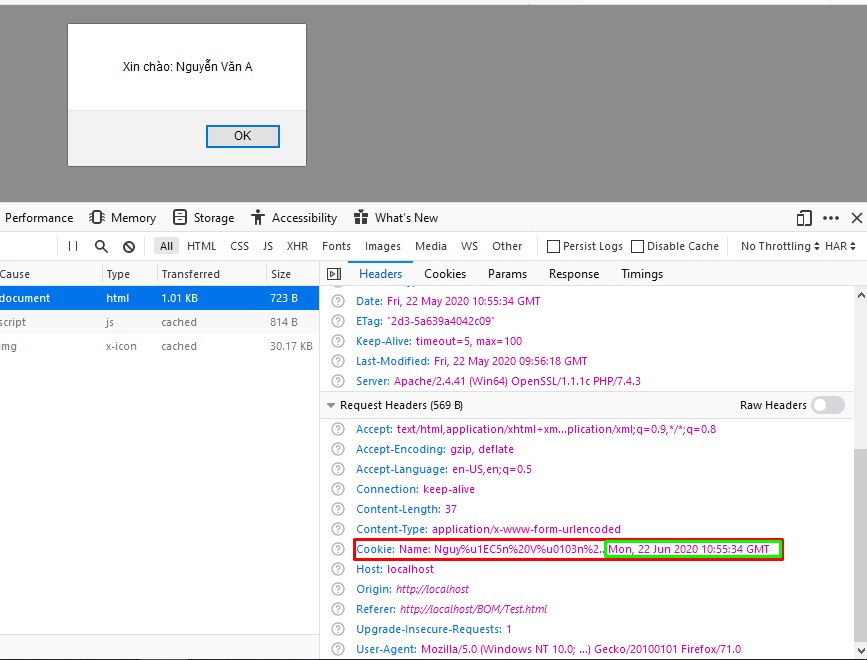 Xin chào: Nguyễn Văn A
OK
Performance Memory Storage Accessibility What's New
All HTML CSS JS XHR Fonts Images Media WS Other Persist Logs Disable Cache No Throttling HAR
Cause Type Transferred Size Headers Cookies Params Response Timings
document html 1.01 KB 723 B
script js cached 814 B
img x-icon cached 30.17 KB
Date: Fri, 22 May 2020 10:55:34 GMT
ETag: "2d3-5a639a4042c09"
Keep-Alive: timeout=5, max=100
Last-Modified: Fri, 22 May 2020 09:56:18 GMT
Server: Apache/2.4.41 (Win64) OpenSSL/1.1.1c PHP/7.4.3
Request Headers (569 B) Raw Headers
Accept: text/html,application/xhtml+xm…plication/xml;q=0.9,*/*;q=0.8
Accept-Encoding: gzip, deflate
Accept-Language: en-US,en;q=0.5
Connection: keep-alive
Content-Length: 37
Content-Type: application/x-www-form-urlencoded
Cookie: Name: Nguy%u1EC5n%20V%u0103n%2… Mon, 22 Jun 2020 10:55:34 GMT
Host: localhost
Origin: http://localhost
Referer: http://localhost/BOM/Test.html
Upgrade-Insecure-Requests: 1
User-Agent: Mozilla/5.0 (Windows NT 10.0; …) Gecko/20100101 Firefox/71.0